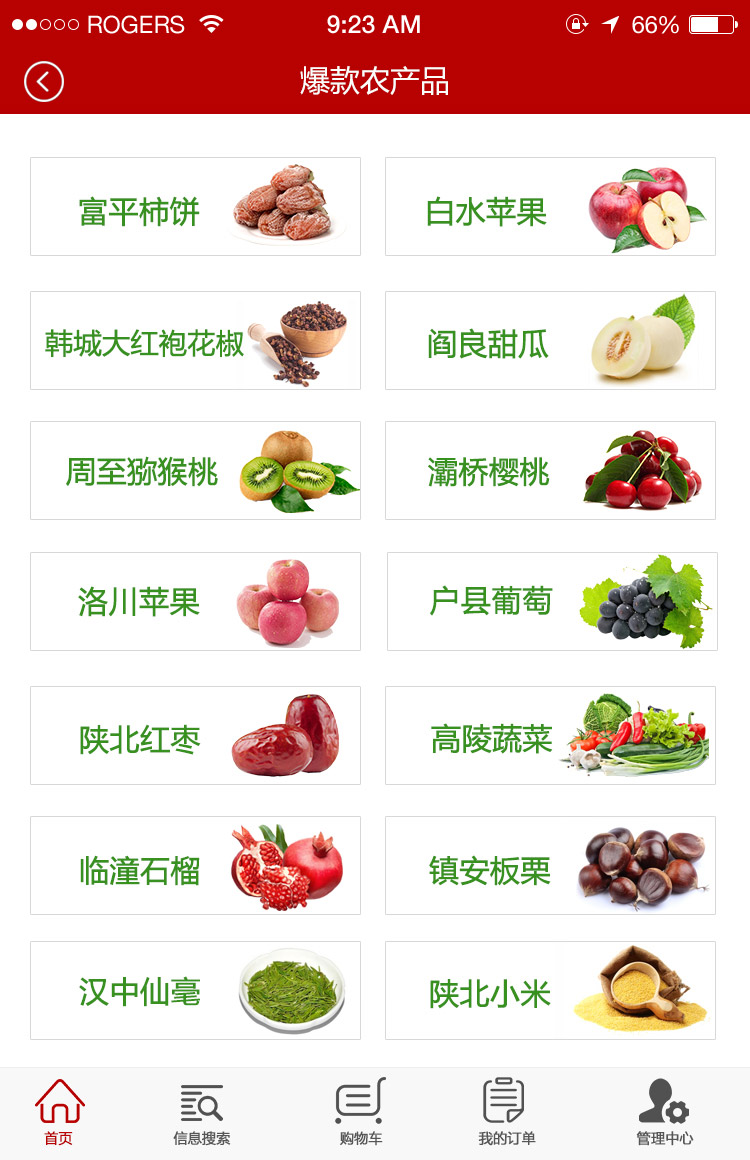 ROGERS 9:23 AM 66%
爆款农产品
富平柿饼 白水苹果
韩城大红袍花椒 阎良甜瓜
周至猕猴桃 灞桥樱桃
洛川苹果 户县葡萄
陕北红枣 高陵蔬菜
临潼石榴 镇安板栗
汉中仙毫 陕北小米
首页 信息搜索 购物车 我的订单 管理中心